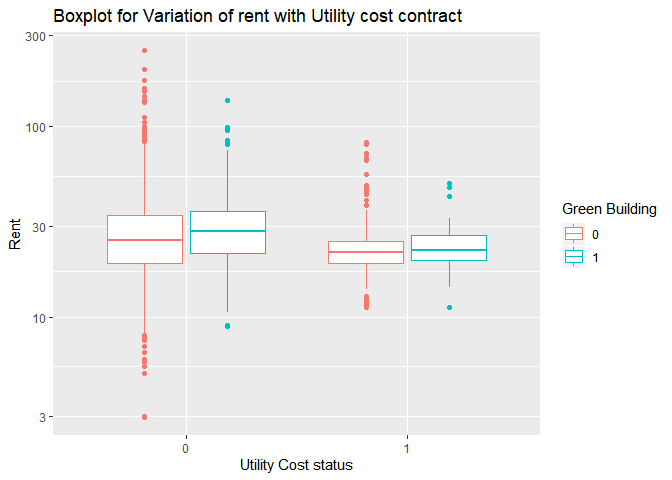 Boxplot for Variation of rent with Utility cost contract
300
100
30
10
3
Rent
0
1
Utility Cost status
Green Building
0
1